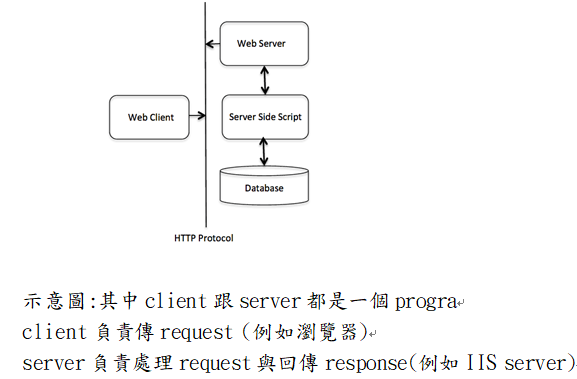 Web Server
Web Client
Server Side Script
Database
HTTP Protocol
示意圖:其中 client 跟 server 都是一個 progra
client 負責傳 request (例如瀏覽器)
server 負責處理 request 與回傳 response(例如 IIS server)